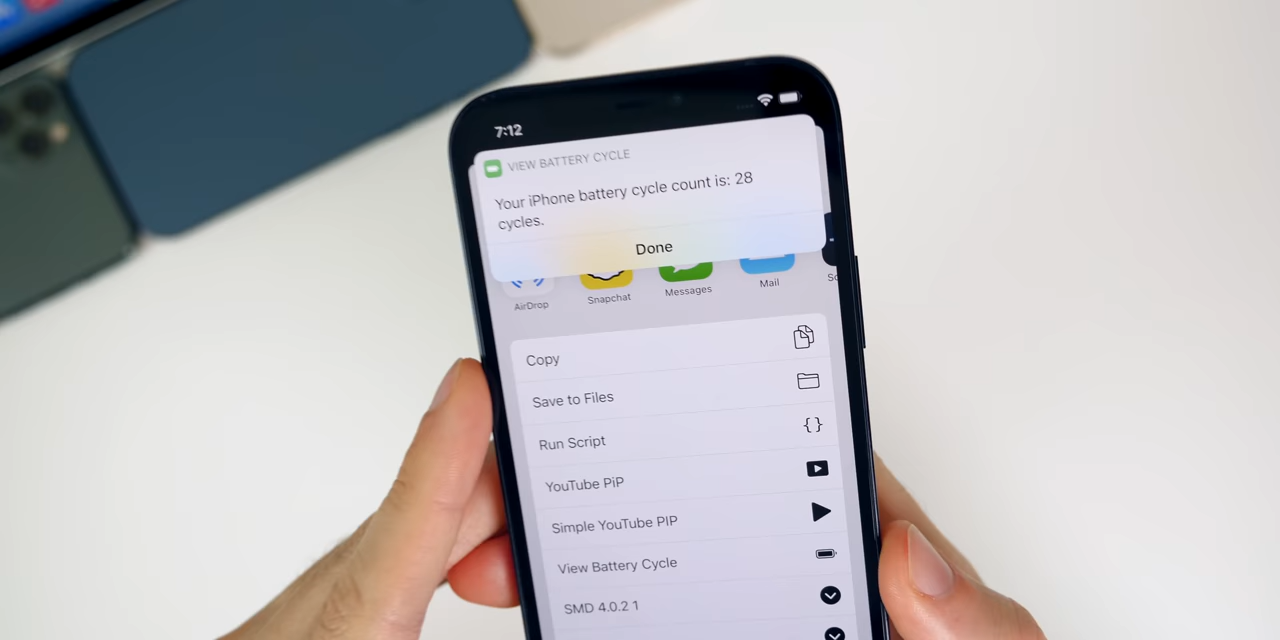 7:12
VIEW BATTERY CYCLE
Your iPhone battery cycle count is: 28
cycles.
Done
AirDrop
Snapchat
Messages
Mail
Copy
Save to Files
Run Script
{}
YouTube PiP
Simple YouTube PIP
View Battery Cycle
SMD 4.0.2 1